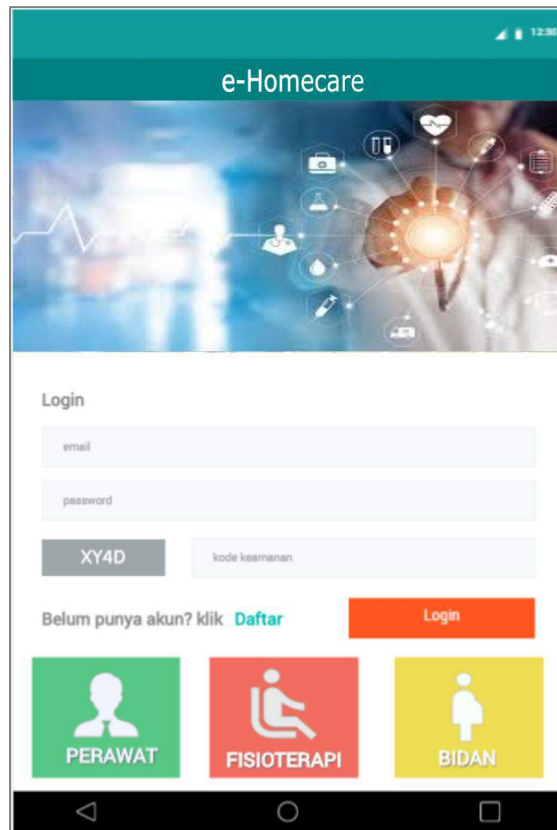 12:30
e-Homecare
Login
email
password
XY4D
kode keamanan
Belum punya akun? klik Daftar
Login
PERAWAT
FISIOTERAPI
BIDAN